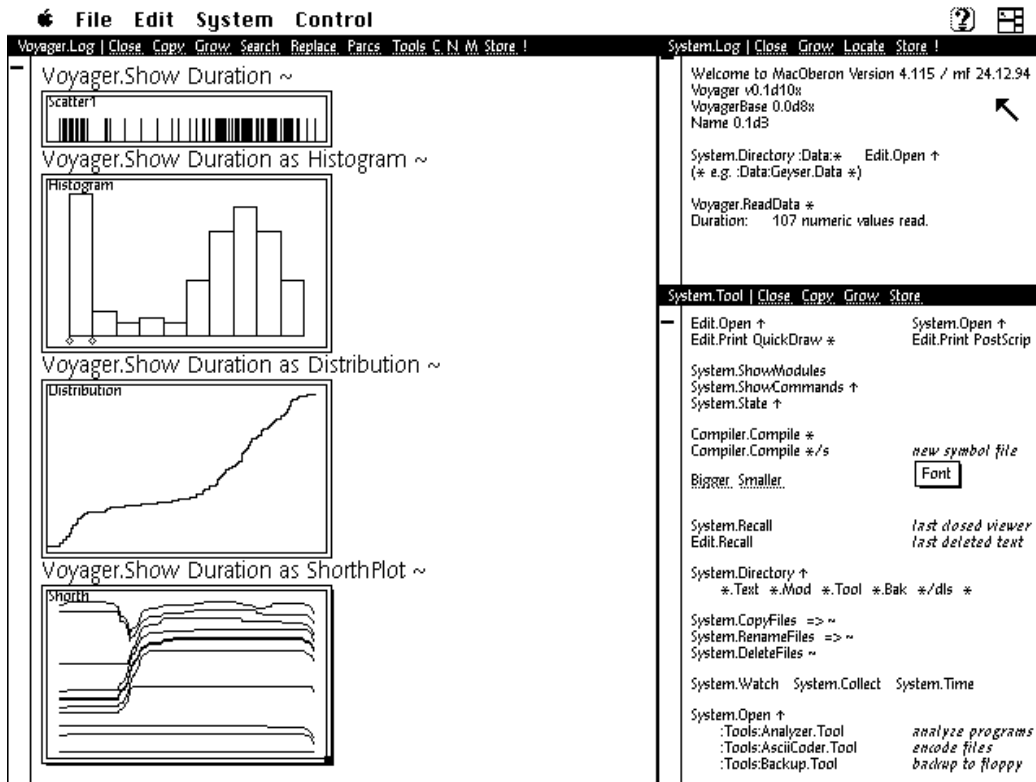 File Edit System Control
Voyager.Log | Close Copy Grow Search Replace Parcs Tools C N M Store !
Voyager.Show Duration ~
Scatter1
Voyager.Show Duration as Histogram ~
Histogram
Voyager.Show Duration as Distribution ~
Distribution
Voyager.Show Duration as ShorthPlot ~
Shorth
System.Log | Close Grow Locate Store !
Welcome to MacOberon Version 4.115 / mf 24.12.94
Voyager v0.1d10x
VoyagerBase 0.0d8x
Name 0.1d3
System.Directory :Data:* Edit.Open ↑
(* e.g. :Data:Geyser.Data *)
Voyager.ReadData *
Duration: 107 numeric values read.
System.Tool | Close Copy Grow Store
Edit.Open ↑ System.Open ↑
Edit.Print QuickDraw * Edit.Print PostScrip
System.ShowModules
System.ShowCommands ↑
System.State ↑
Compiler.Compile *
Compiler.Compile */s new symbol file
Bigger Smaller Font
System.Recall last closed viewer
Edit.Recall last deleted text
System.Directory ↑
*.Text *.Mod *.Tool *.Bak */dls *
System.CopyFiles => ~
System.RenameFiles => ~
System.DeleteFiles ~
System.Watch System.Collect System.Time
System.Open ↑
:Tools:Analyzer.Tool analyze programs
:Tools:AsciiCoder.Tool encode files
:Tools:Backup.Tool backup to floppy